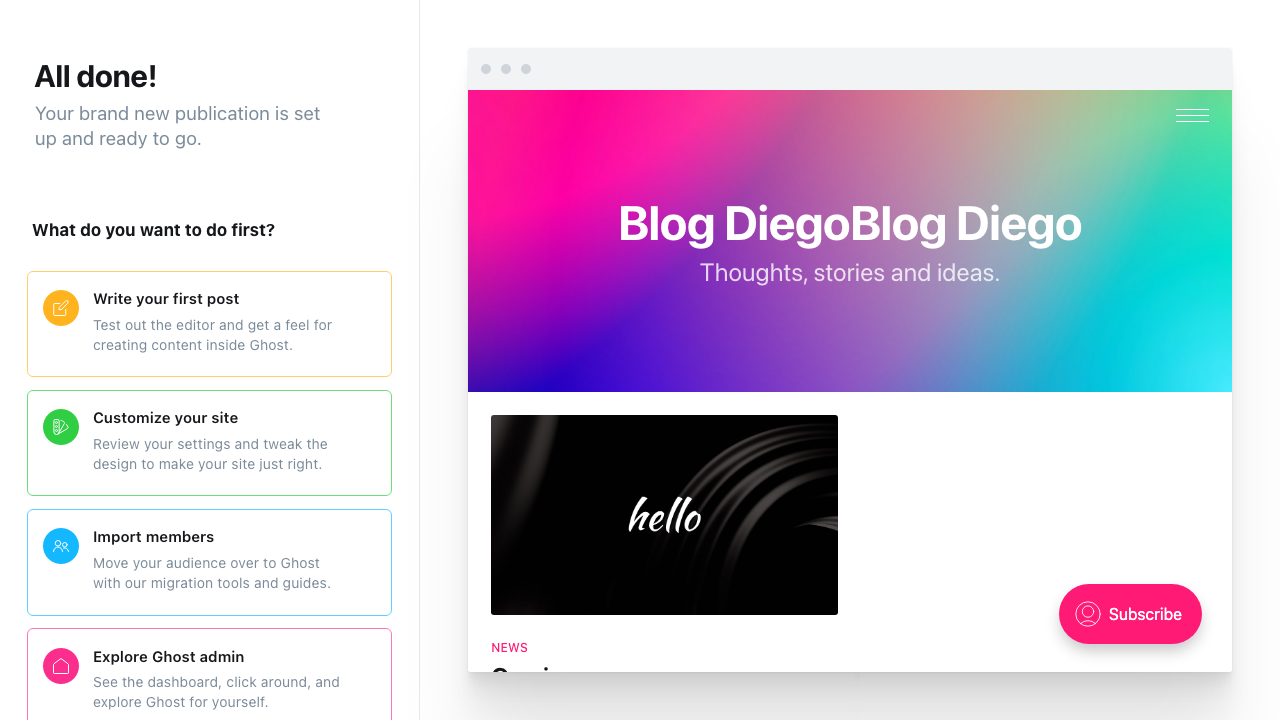 All done!
Your brand new publication is set
up and ready to go.
What do you want to do first?
Write your first post
Test out the editor and get a feel for
creating content inside Ghost.
Customize your site
Review your settings and tweak the
design to make your site just right.
Import members
Move your audience over to Ghost
with our migration tools and guides.
Explore Ghost admin
See the dashboard, click around, and
explore Ghost for yourself.
Blog DiegoBlog Diego
Thoughts, stories and ideas.
hello
NEWS
Subscribe